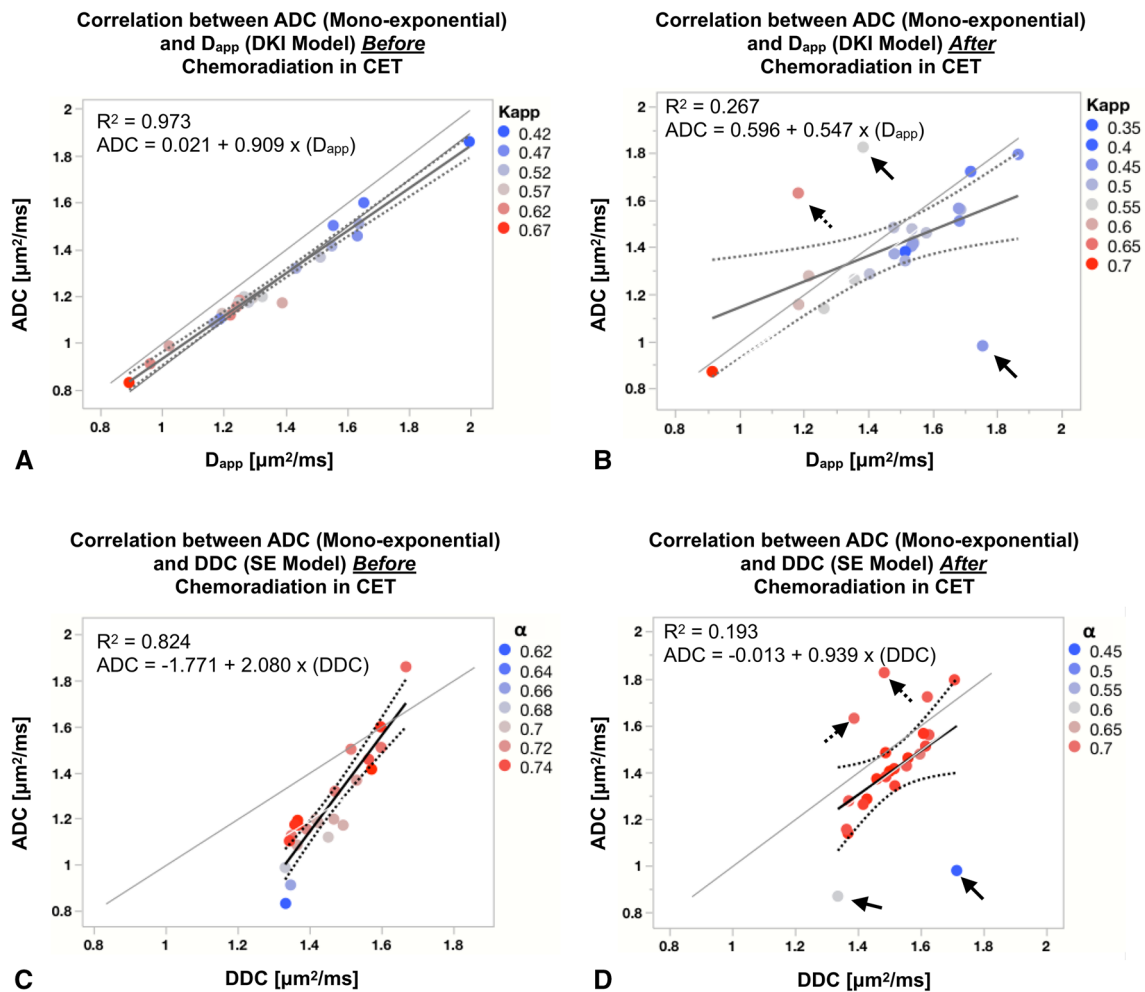 Correlation between ADC (Mono-exponential)
and Dapp (DKI Model) Before
Chemoradiation in CET
R² = 0.973
ADC = 0.021 + 0.909 x (Dapp)
Kapp
0.42
0.47
0.52
0.57
0.62
0.67
2
1.8
1.6
1.4
1.2
1
0.8
ADC [µm²/ms]
0.8 1 1.2 1.4 1.6 1.8 2
Dapp [µm²/ms]
A
Correlation between ADC (Mono-exponential)
and Dapp (DKI Model) After
Chemoradiation in CET
R² = 0.267
ADC = 0.596 + 0.547 x (Dapp)
Kapp
0.35
0.4
0.45
0.5
0.55
0.6
0.65
0.7
2
1.8
1.6
1.4
1.2
1
0.8
ADC [µm²/ms]
0.8 1 1.2 1.4 1.6 1.8 2
Dapp [µm²/ms]
B
Correlation between ADC (Mono-exponential)
and DDC (SE Model) Before
Chemoradiation in CET
R² = 0.824
ADC = -1.771 + 2.080 x (DDC)
α
0.62
0.64
0.66
0.68
0.7
0.72
0.74
2
1.8
1.6
1.4
1.2
1
0.8
ADC [µm²/ms]
0.8 1 1.2 1.4 1.6 1.8
DDC [µm²/ms]
C
Correlation between ADC (Mono-exponential)
and DDC (SE Model) After
Chemoradiation in CET
R² = 0.193
ADC = -0.013 + 0.939 x (DDC)
α
0.45
0.5
0.55
0.6
0.65
0.7
2
1.8
1.6
1.4
1.2
1
0.8
ADC [µm²/ms]
0.8 1 1.2 1.4 1.6 1.8 2
DDC [µm²/ms]
D